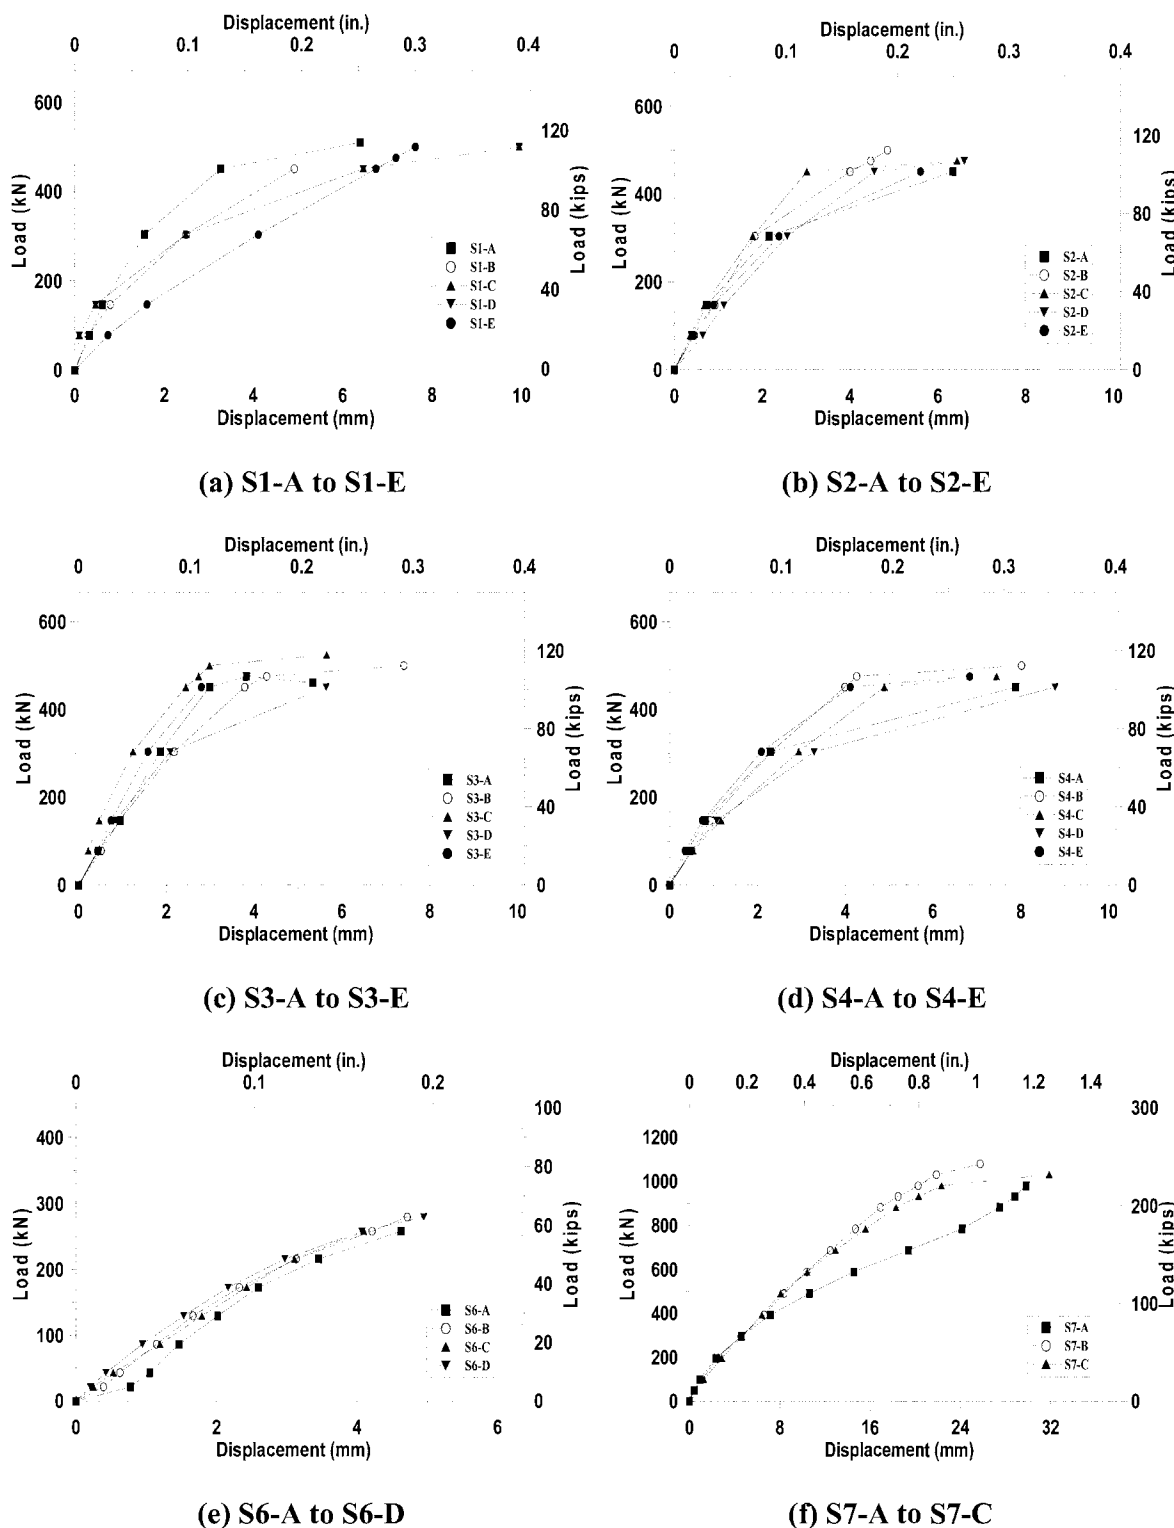 Displacement (in.)
0 0.1 0.2 0.3 0.4
600
400
200
0
Load (kN)
120
80
40
0
Load (kips)
S1-A
S1-B
S1-C
S1-D
S1-E
0 2 4 6 8 10
Displacement (mm)
(a) S1-A to S1-E
Displacement (in.)
0 0.1 0.2 0.3 0.4
600
450
300
150
0
Load (kN)
120
80
40
0
Load (kips)
S2-A
S2-B
S2-C
S2-D
S2-E
0 2 4 6 8 10
Displacement (mm)
(b) S2-A to S2-E
Displacement (in.)
0 0.1 0.2 0.3 0.4
600
400
200
0
Load (kN)
120
80
40
0
Load (kips)
S3-A
S3-B
S3-C
S3-D
S3-E
0 2 4 6 8 10
Displacement (mm)
(c) S3-A to S3-E
Displacement (in.)
0 0.1 0.2 0.3 0.4
600
450
300
150
0
Load (kN)
120
80
40
0
Load (kips)
S4-A
S4-B
S4-C
S4-D
S4-E
0 2 4 6 8 10
Displacement (mm)
(d) S4-A to S4-E
Displacement (in.)
0 0.1 0.2
400
300
200
100
0
Load (kN)
100
80
60
40
20
0
Load (kips)
S6-A
S6-B
S6-C
S6-D
0 2 4 6
Displacement (mm)
(e) S6-A to S6-D
Displacement (in.)
0 0.2 0.4 0.6 0.8 1 1.2 1.4
1200
1000
800
600
400
200
0
Load (kN)
300
200
100
0
Load (kips)
S7-A
S7-B
S7-C
0 8 16 24 32
Displacement (mm)
(f) S7-A to S7-C